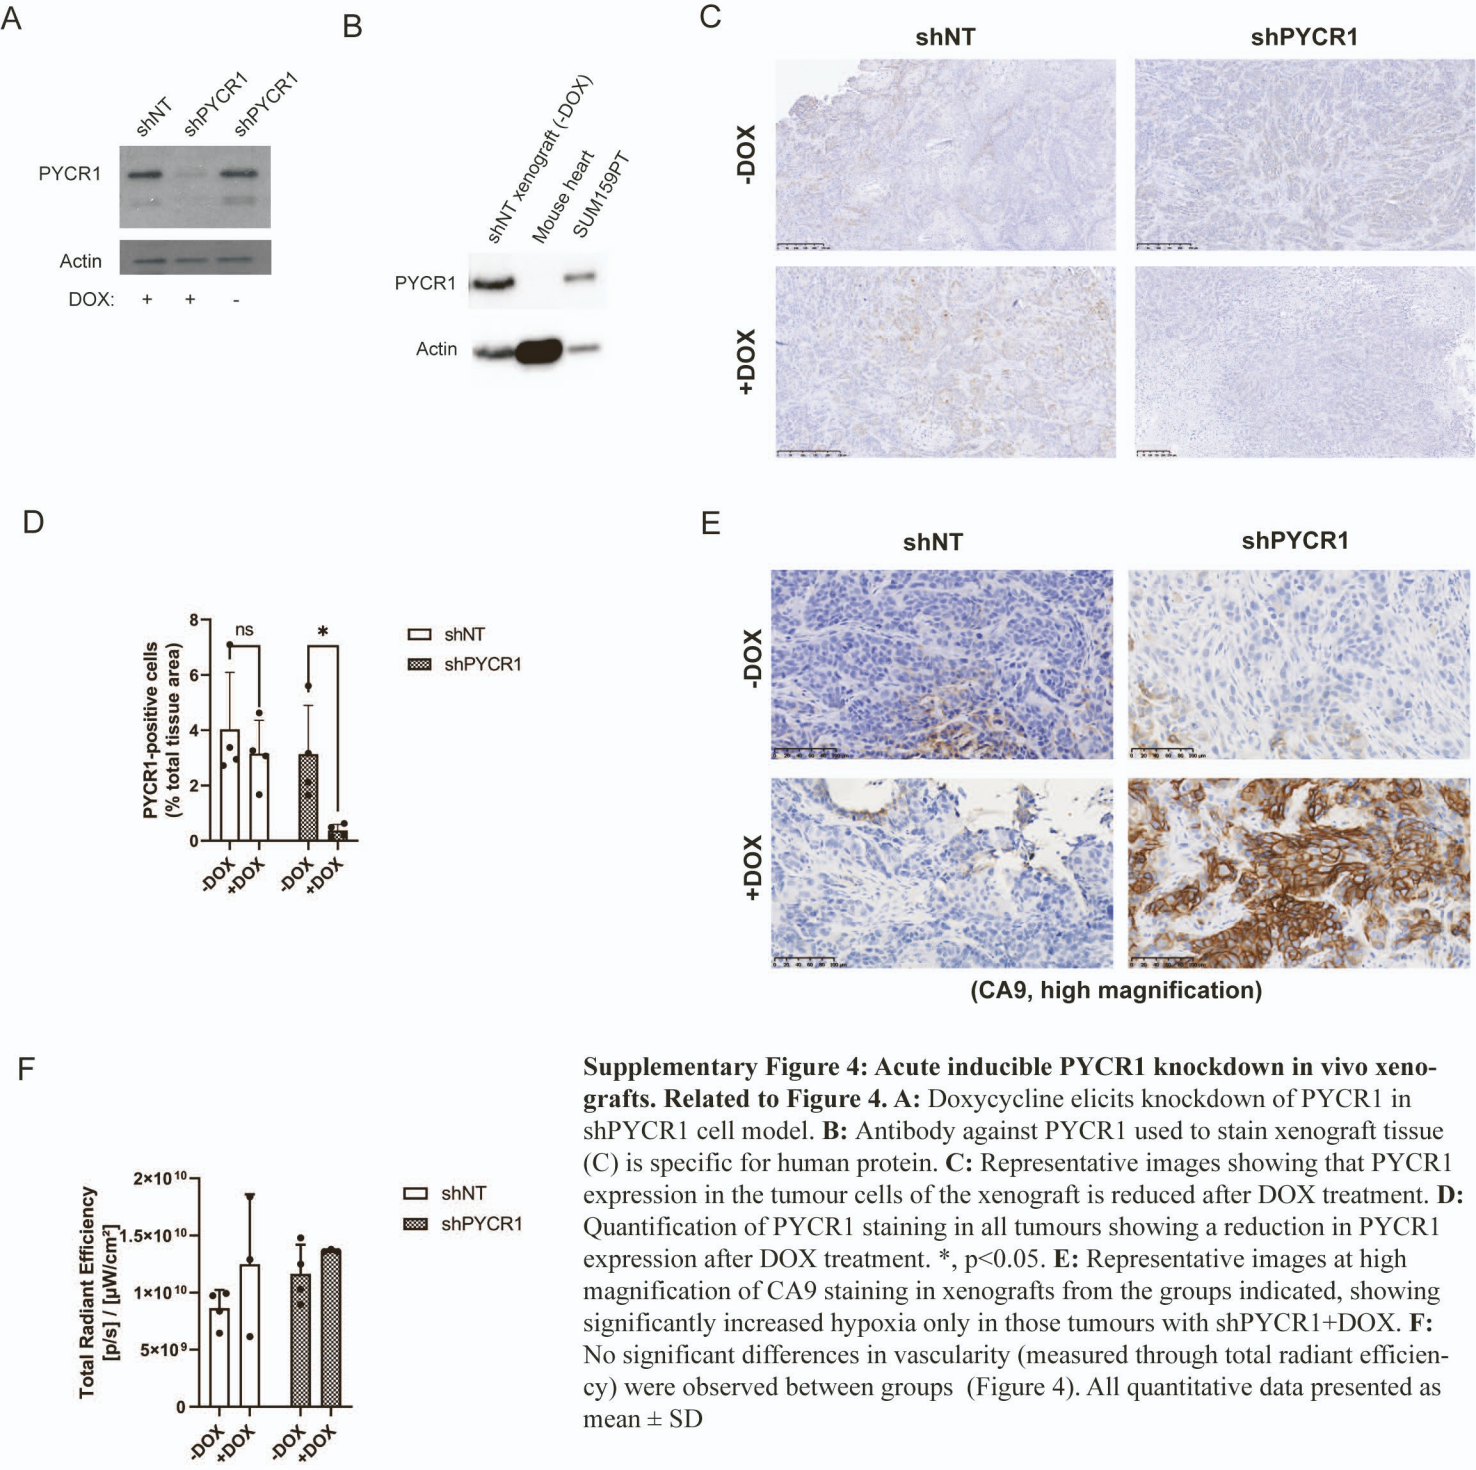 A
shNT
shPYCR1
shPYCR1
PYCR1
Actin
DOX: + + -
B
shNT xenograft (-DOX)
Mouse heart
SUM159PT
PYCR1
Actin
C
shNT shPYCR1
-DOX
+DOX
D
PYCR1-positive cells
(% total tissue area)
8
6
4
2
0
ns
*
-DOX
+DOX
-DOX
+DOX
shNT
shPYCR1
E
shNT shPYCR1
-DOX
+DOX
(CA9, high magnification)
F
Total Radiant Efficiency
[p/s] / [µW/cm²]
2×10¹⁰
1.5×10¹⁰
1×10¹⁰
5×10⁹
0
-DOX
+DOX
-DOX
+DOX
shNT
shPYCR1
Supplementary Figure 4: Acute inducible PYCR1 knockdown in vivo xeno-
grafts. Related to Figure 4. A: Doxycycline elicits knockdown of PYCR1 in
shPYCR1 cell model. B: Antibody against PYCR1 used to stain xenograft tissue
(C) is specific for human protein. C: Representative images showing that PYCR1
expression in the tumour cells of the xenograft is reduced after DOX treatment. D:
Quantification of PYCR1 staining in all tumours showing a reduction in PYCR1
expression after DOX treatment. *, p<0.05. E: Representative images at high
magnification of CA9 staining in xenografts from the groups indicated, showing
significantly increased hypoxia only in those tumours with shPYCR1+DOX. F:
No significant differences in vascularity (measured through total radiant efficien-
cy) were observed between groups (Figure 4). All quantitative data presented as
mean ± SD